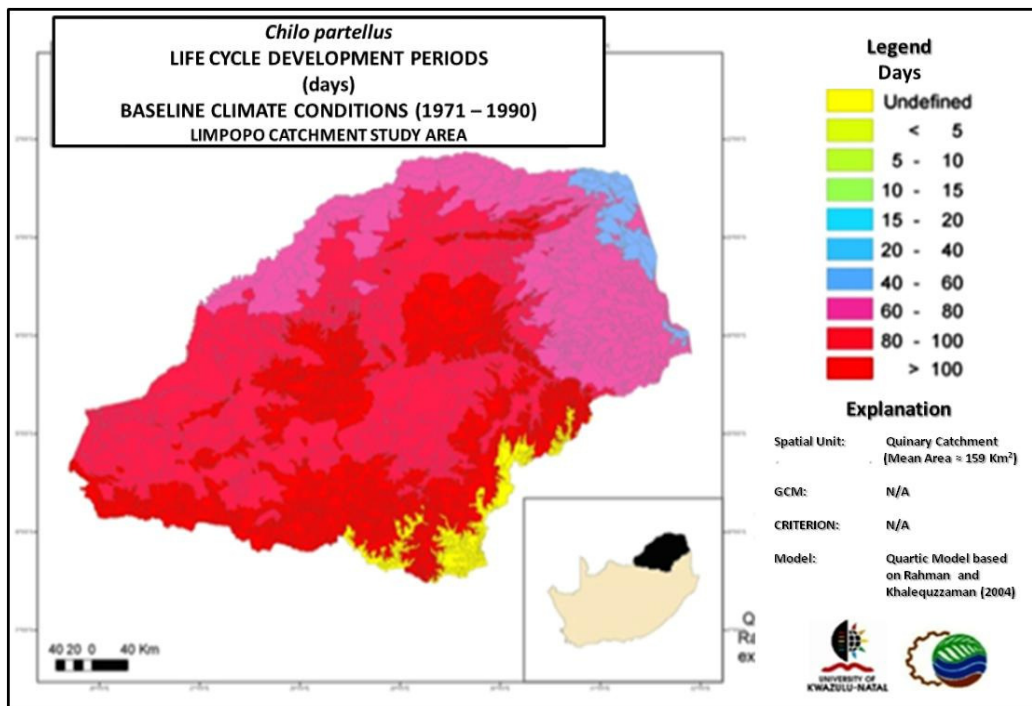 Chilo partellus
LIFE CYCLE DEVELOPMENT PERIODS
(days)
BASELINE CLIMATE CONDITIONS (1971 – 1990)
LIMPOPO CATCHMENT STUDY AREA
Legend
Days
Undefined
< 5
5 - 10
10 - 15
15 - 20
20 - 40
40 - 60
60 - 80
80 - 100
> 100
Explanation
Spatial Unit: Quinary Catchment
(Mean Area ≈ 159 Km²)
GCM: N/A
CRITERION: N/A
Model: Quartic Model based
on Rahman and
Khalequzzaman (2004)
40 20 0 40 Km
Q
Ra
ex
UNIVERSITY OF
KWAZULU-NATAL